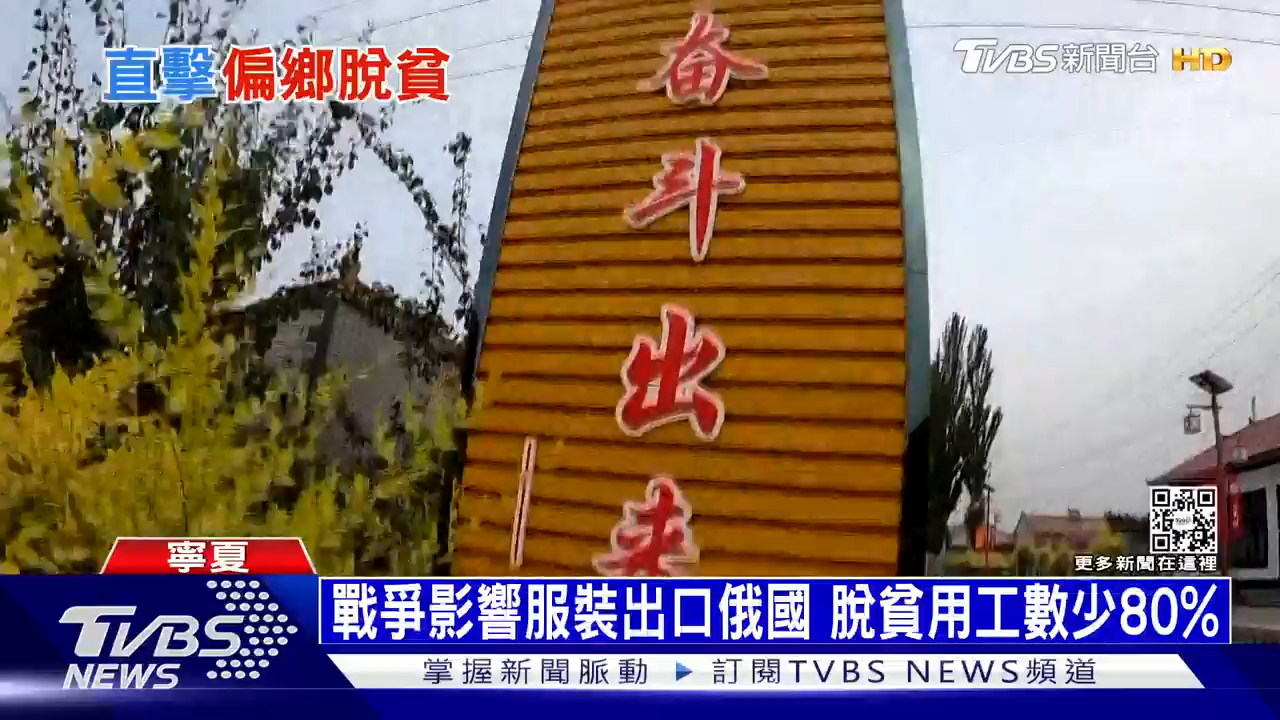 直擊偏鄉脫貧
TVBS新聞台 HD
奋斗出来
更多新聞在這裡
寧夏
戰爭影響服裝出口俄國 脫貧用工數少80%
TVBS NEWS
掌握新聞脈動 ▶ 訂閱TVBS NEWS頻道